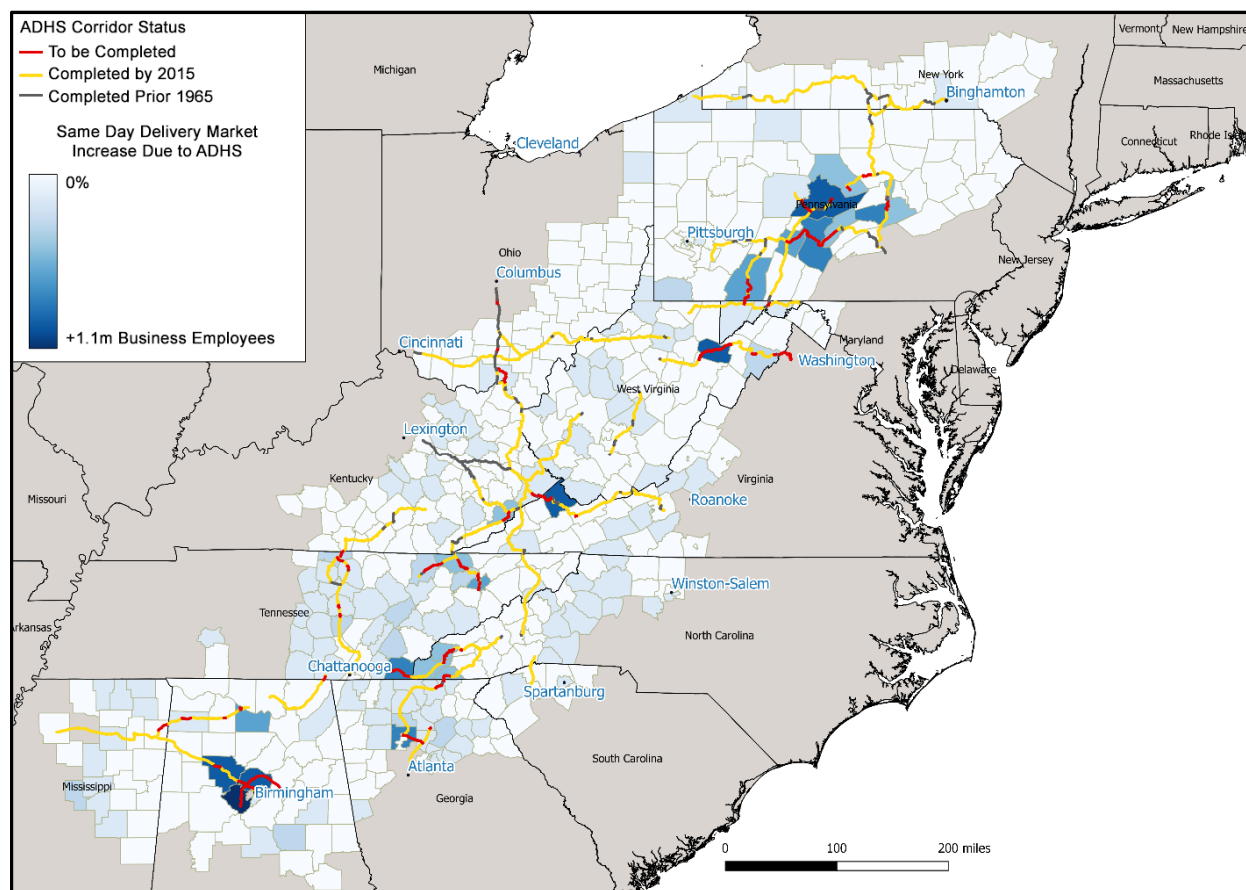 ADHS Corridor Status
To be Completed
Completed by 2015
Completed Prior 1965
Same Day Delivery Market
Increase Due to ADHS
0%
+1.1m Business Employees
Vermont
New Hampshire
Michigan
New York
Massachusetts
Binghamton
Cleveland
Connecticut
Rhode
Pennsylvania
Pittsburgh
Ohio
New Jersey
Columbus
Cincinnati
Maryland
Washington
Delaware
West Virginia
Lexington
Kentucky
Virginia
Missouri
Roanoke
Winston-Salem
Tennessee
Arkansas
North Carolina
Chattanooga
Spartanburg
South Carolina
Atlanta
Mississippi
Birmingham
Georgia
0 100 200 miles